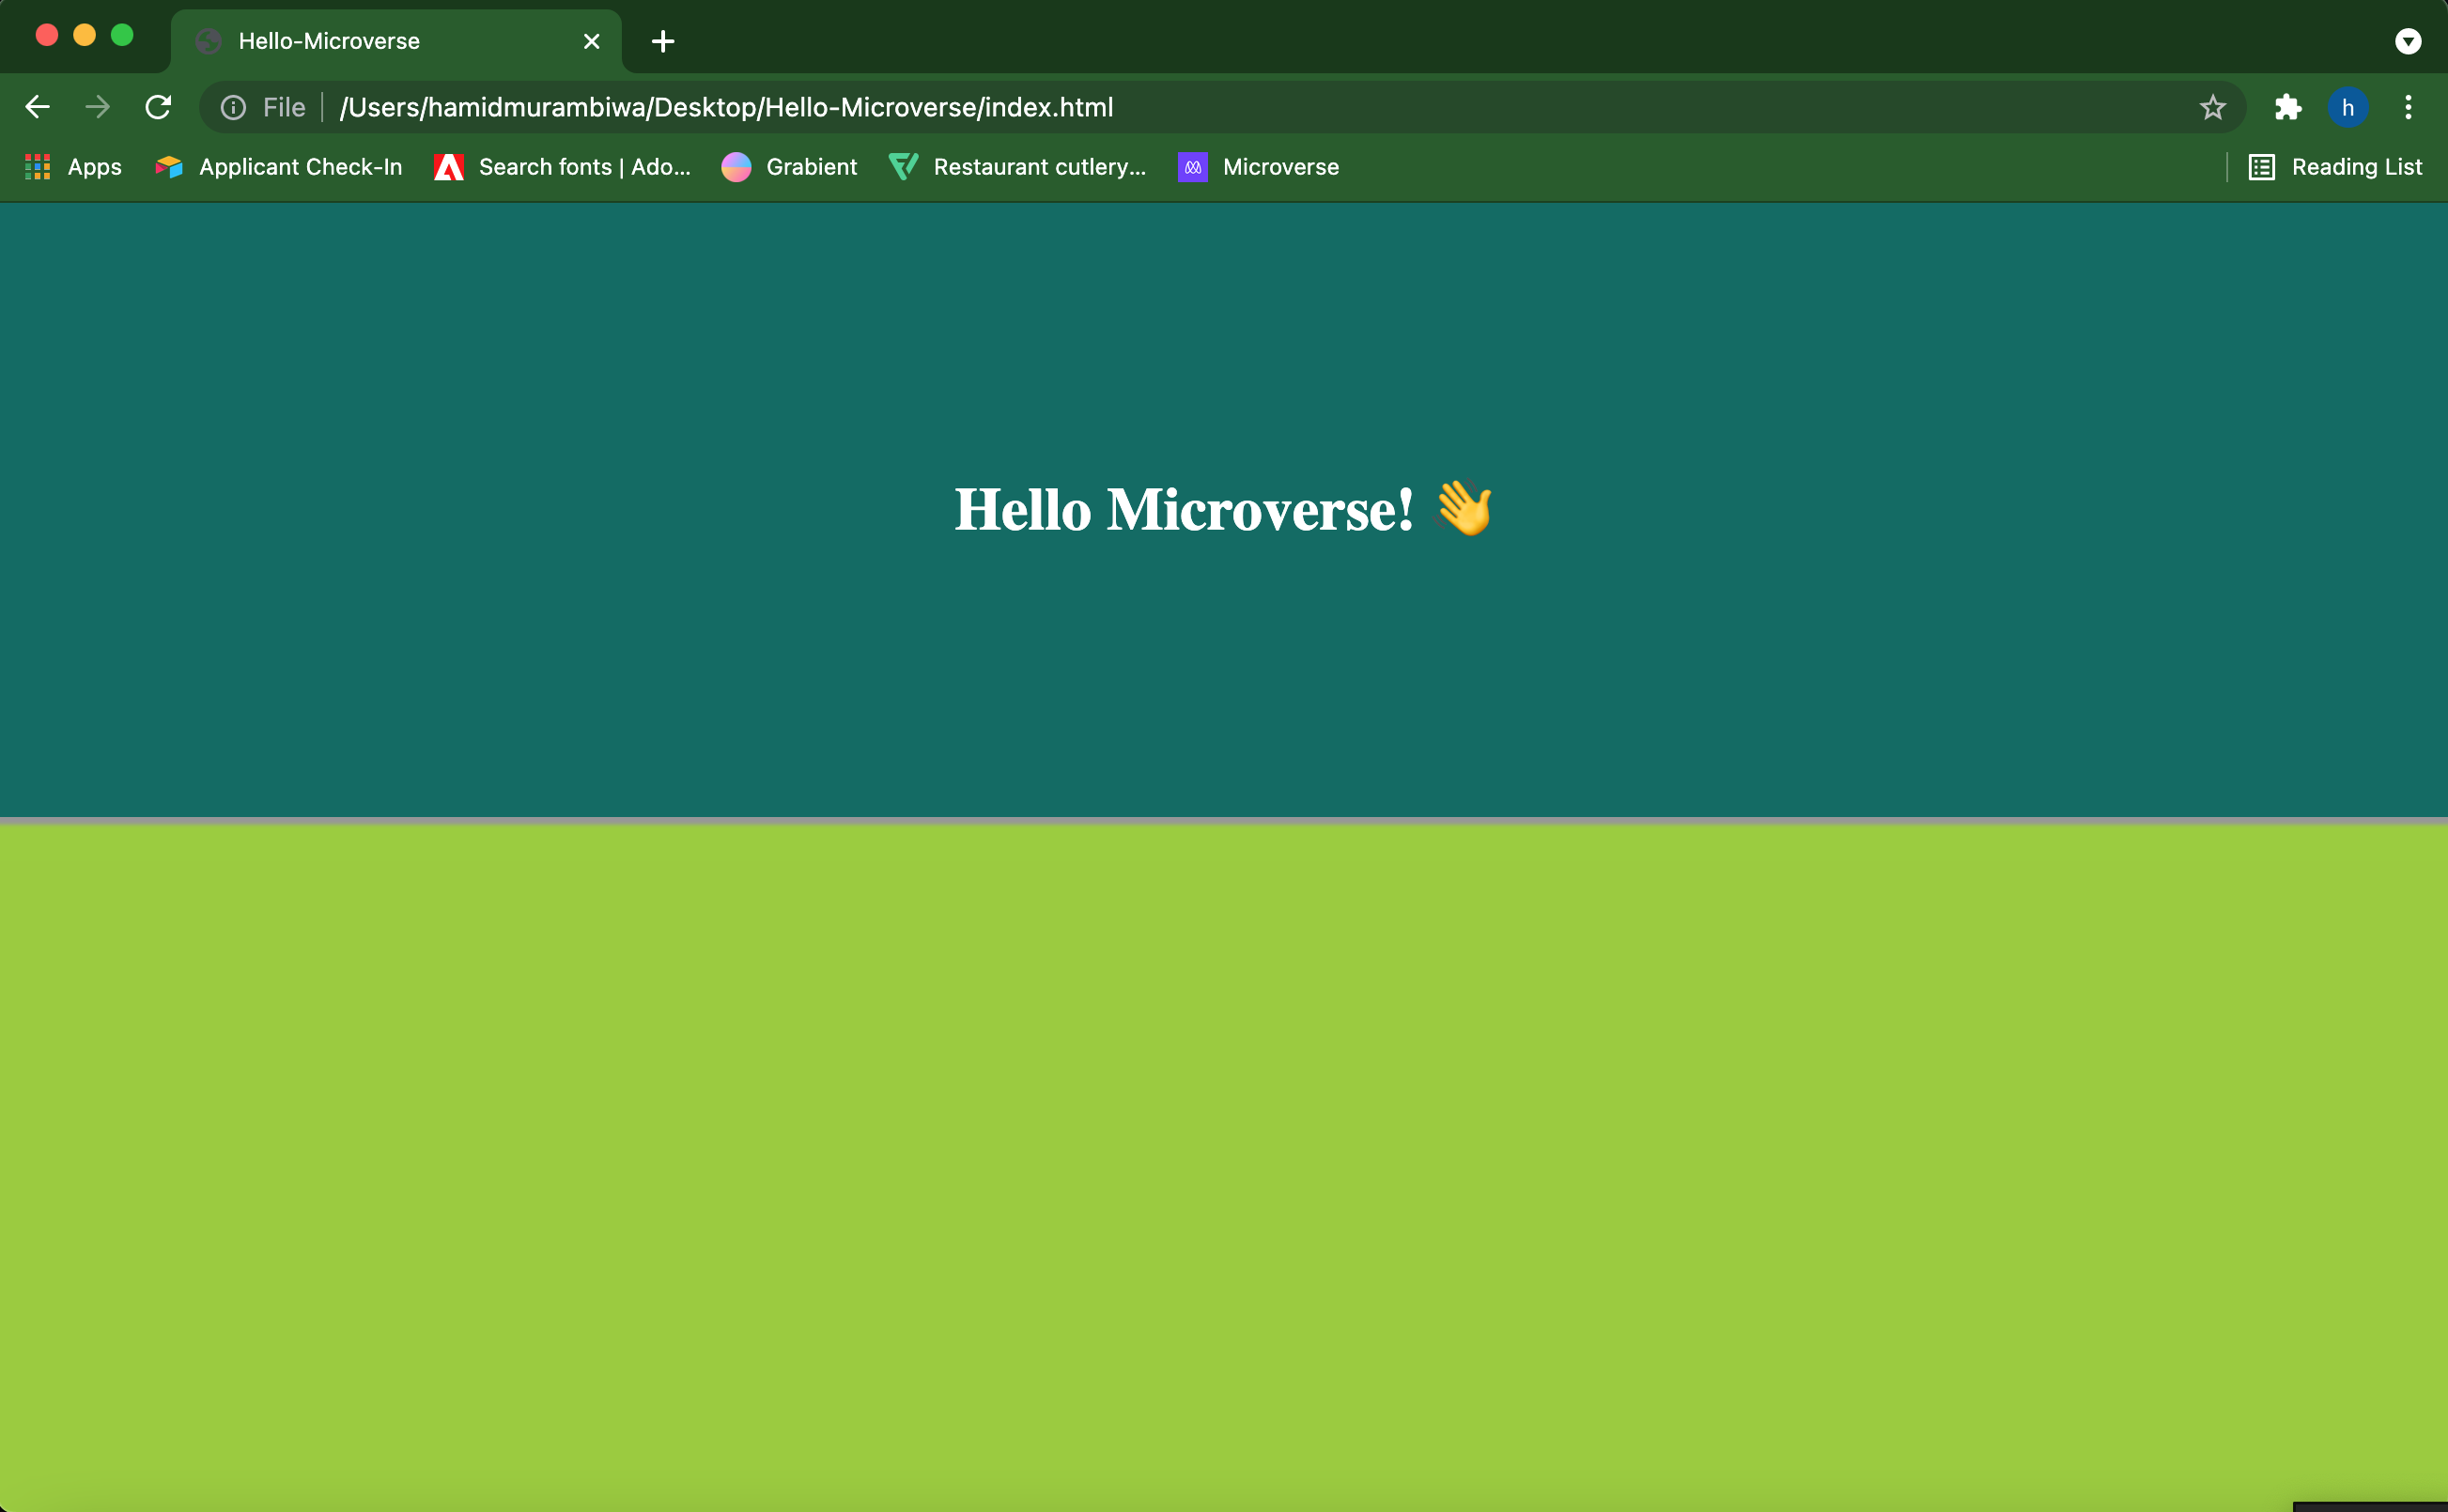 Hello-Microverse
File /Users/hamidmurambiwa/Desktop/Hello-Microverse/index.html
h
Apps Applicant Check-In Search fonts | Ado... Grabient Restaurant cutlery... Microverse Reading List
Hello Microverse! 👋